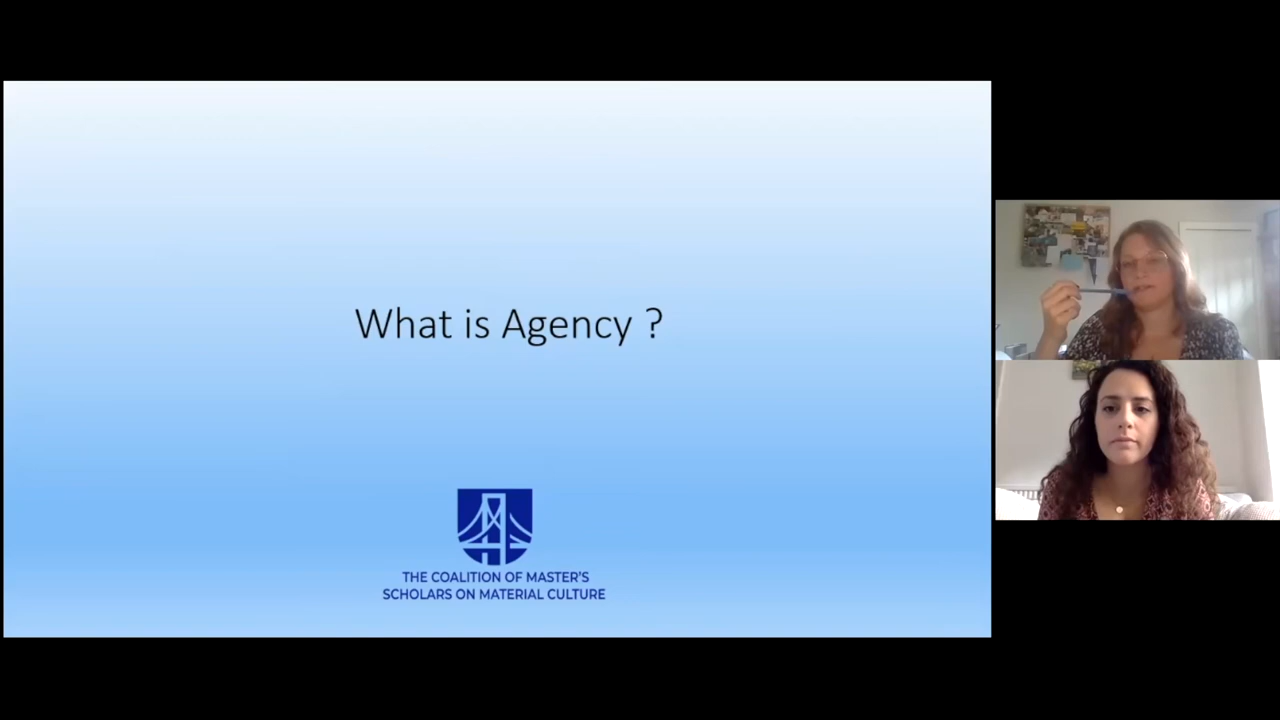 What is Agency ?
THE COALITION OF MASTER'S
SCHOLARS ON MATERIAL CULTURE